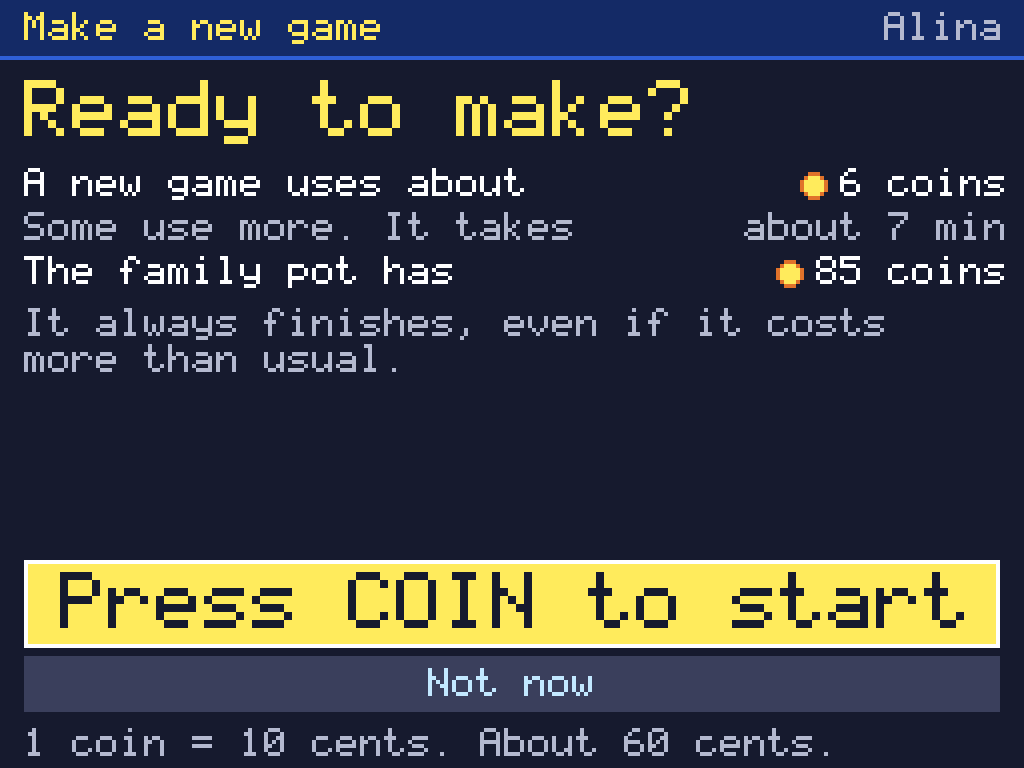 Make a new game Alina
Ready to make?
A new game uses about 6 coins
Some use more. It takes about 7 min
The family pot has 85 coins
It always finishes, even if it costs
more than usual.
Press COIN to start
Not now
1 coin = 10 cents. About 60 cents.